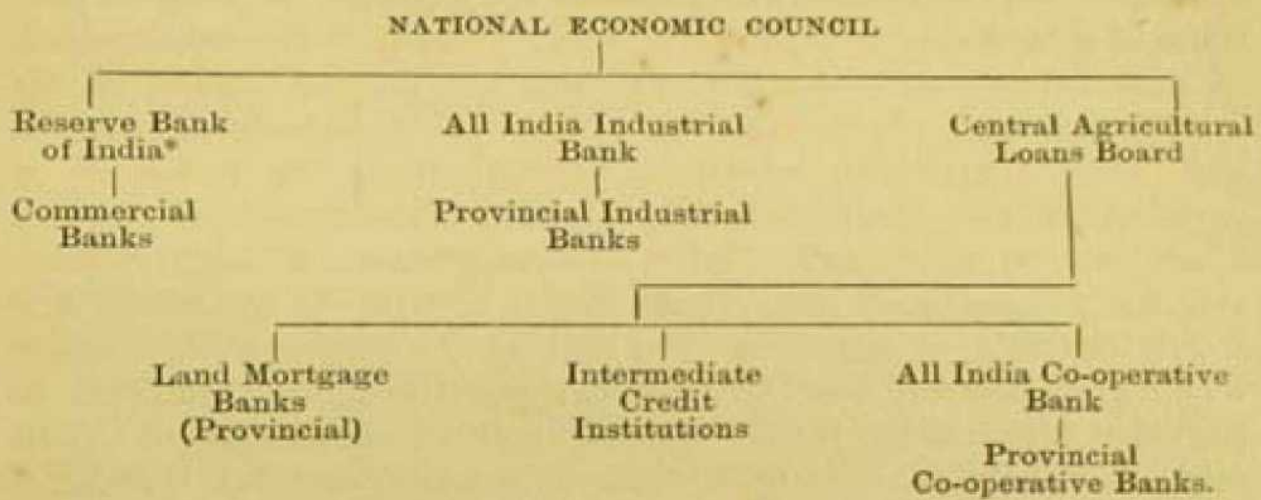 NATIONAL ECONOMIC COUNCIL
Reserve Bank
of India*
All India Industrial
Bank
Central Agricultural
Loans Board
Commercial
Banks
Provincial Industrial
Banks
Land Mortgage
Banks
(Provincial)
Intermediate
Credit
Institutions
All India Co-operative
Bank
Provincial
Co-operative Banks.